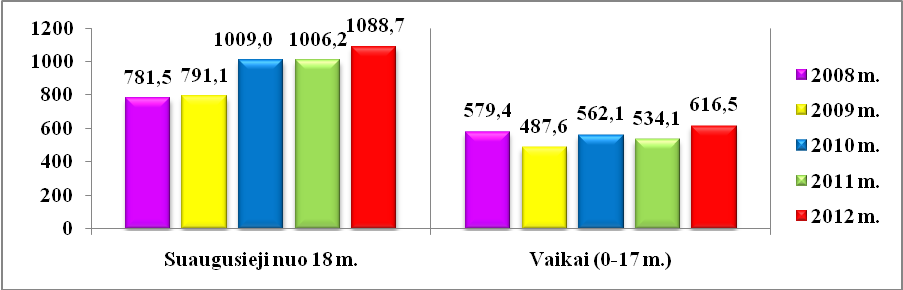 1200
1000
800
600
400
200
0
781,5
791,1
1009,0
1006,2
1088,7
579,4
487,6
562,1
534,1
616,5
Suaugusieji nuo 18 m.
Vaikai (0-17 m.)
2008 m.
2009 m.
2010 m.
2011 m.
2012 m.